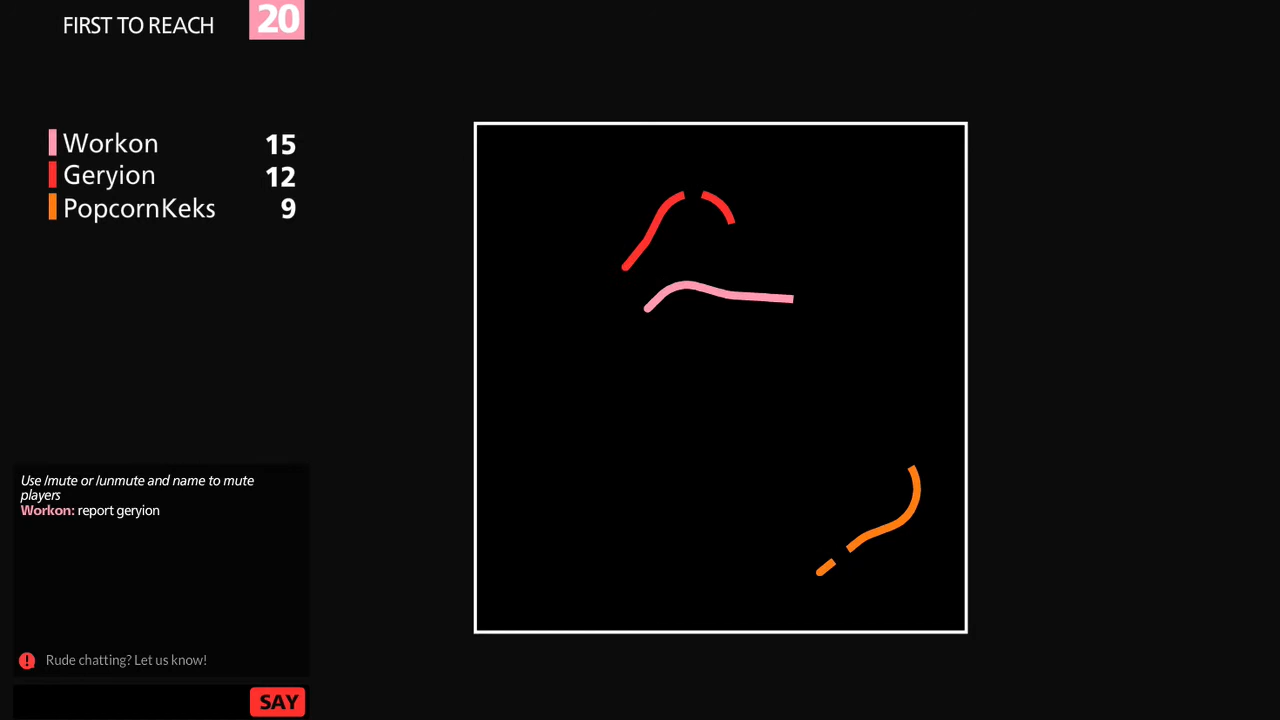 FIRST TO REACH 20
Workon 15
Geryion 12
PopcornKeks 9
Use /mute or /unmute and name to mute
players
Workon: report geryion
! Rude chatting? Let us know!
SAY